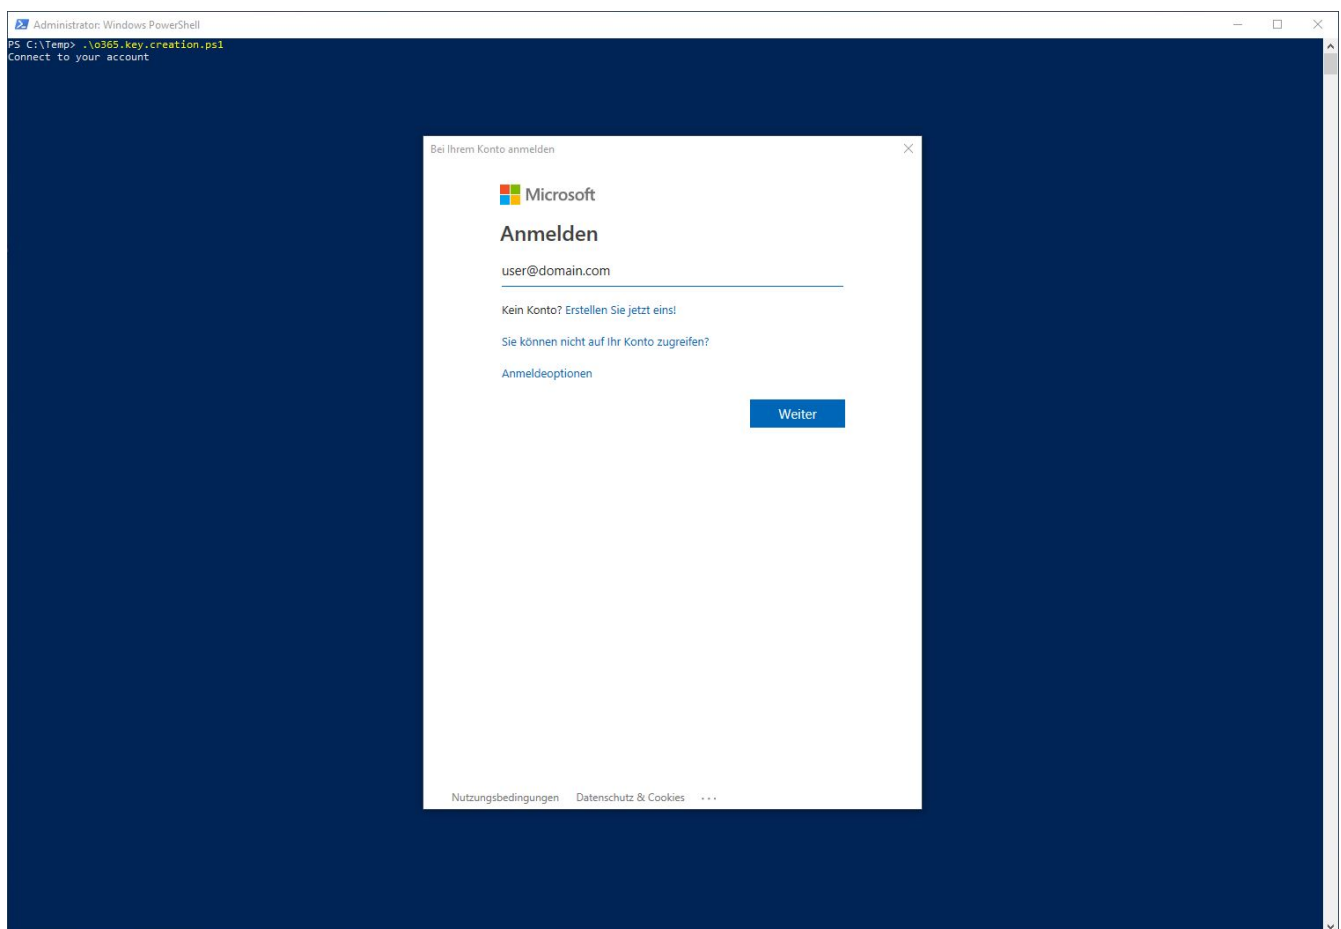 Administrator: Windows PowerShell
PS C:\Temp> .\o365.key.creation.ps1
Connect to your account
Bei Ihrem Konto anmelden
Microsoft
Anmelden
user@domain.com
Kein Konto? Erstellen Sie jetzt eins!
Sie können nicht auf Ihr Konto zugreifen?
Anmeldeoptionen
Weiter
Nutzungsbedingungen Datenschutz & Cookies ...